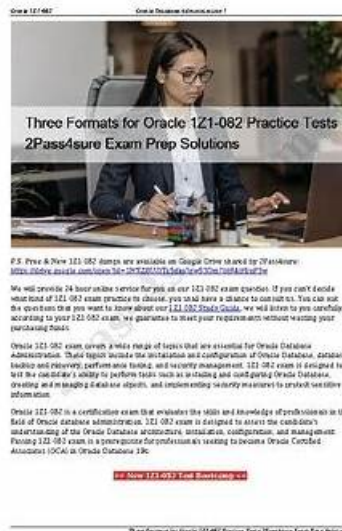 Oracle 1Z1-082
Oracle Database Administration I
Three Formats for Oracle 1Z1-082 Practice Tests
2Pass4sure Exam Prep Solutions
P.S. Free & New 1Z1-082 dumps are available on Google Drive shared by 2Pass4sure:
We will provide 24 hour online service for you on our 1Z1-082 exam question. If you can't decide
what kind of 1Z1-082 exam practice to choose, you shall have a chance to consult us. You can ask
the questions that you want to know about our 1Z1-082 Study Guide, we will listen to you carefully,
according to your 1Z1-082 exam, we guarantee to meet your requirements without wasting your
purchasing funds.
Oracle 1Z1-082 exam covers a wide range of topics that are essential for Oracle Database
Administration. These topics include the installation and configuration of Oracle Database, database
backup and recovery, performance tuning, and security management. 1Z1-082 exam is designed to
test the candidate's ability to perform tasks such as installing and configuring Oracle Database,
creating and managing database objects, and implementing security measures to protect sensitive
information.
Oracle 1Z1-082 is a certification exam that evaluates the skills and knowledge of professionals in the
field of Oracle database administration. 1Z1-082 exam is designed to assess the candidate's
understanding of the Oracle Database architecture, installation, configuration, and management.
Passing 1Z1-082 exam is a prerequisite for professionals seeking to become Oracle Certified
Associates (OCA) in Oracle Database 19c.
>> New 1Z1-082 Test Bootcamp <<